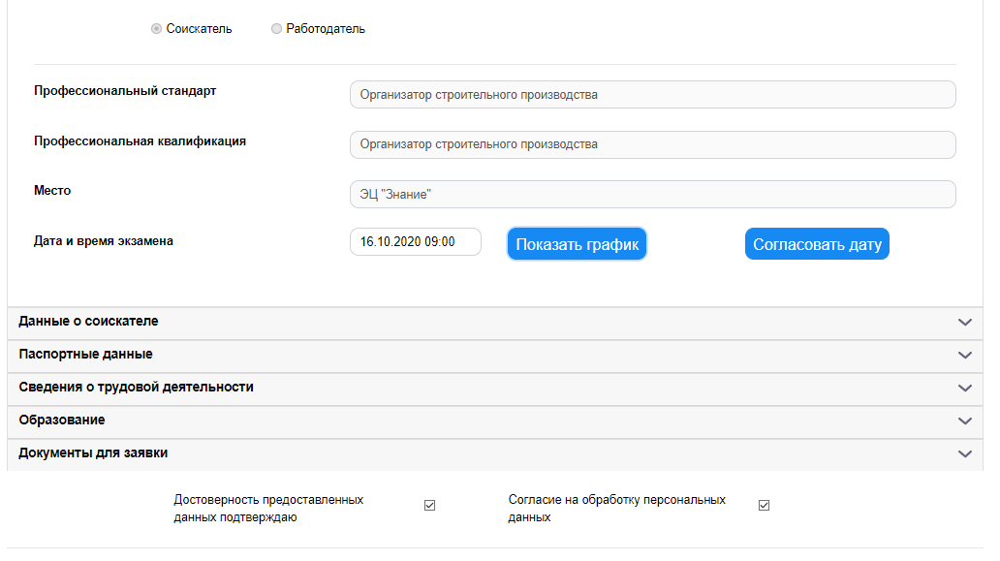 Соискатель Работодатель
Профессиональный стандарт Организатор строительного производства
Профессиональная квалификация Организатор строительного производства
Место ЭЦ "Знание"
Дата и время экзамена 16.10.2020 09:00 Показать график Согласовать дату
Данные о соискателе
Паспортные данные
Сведения о трудовой деятельности
Образование
Документы для заявки
Достоверность предоставленных
данных подтверждаю
Согласие на обработку персональных
данных